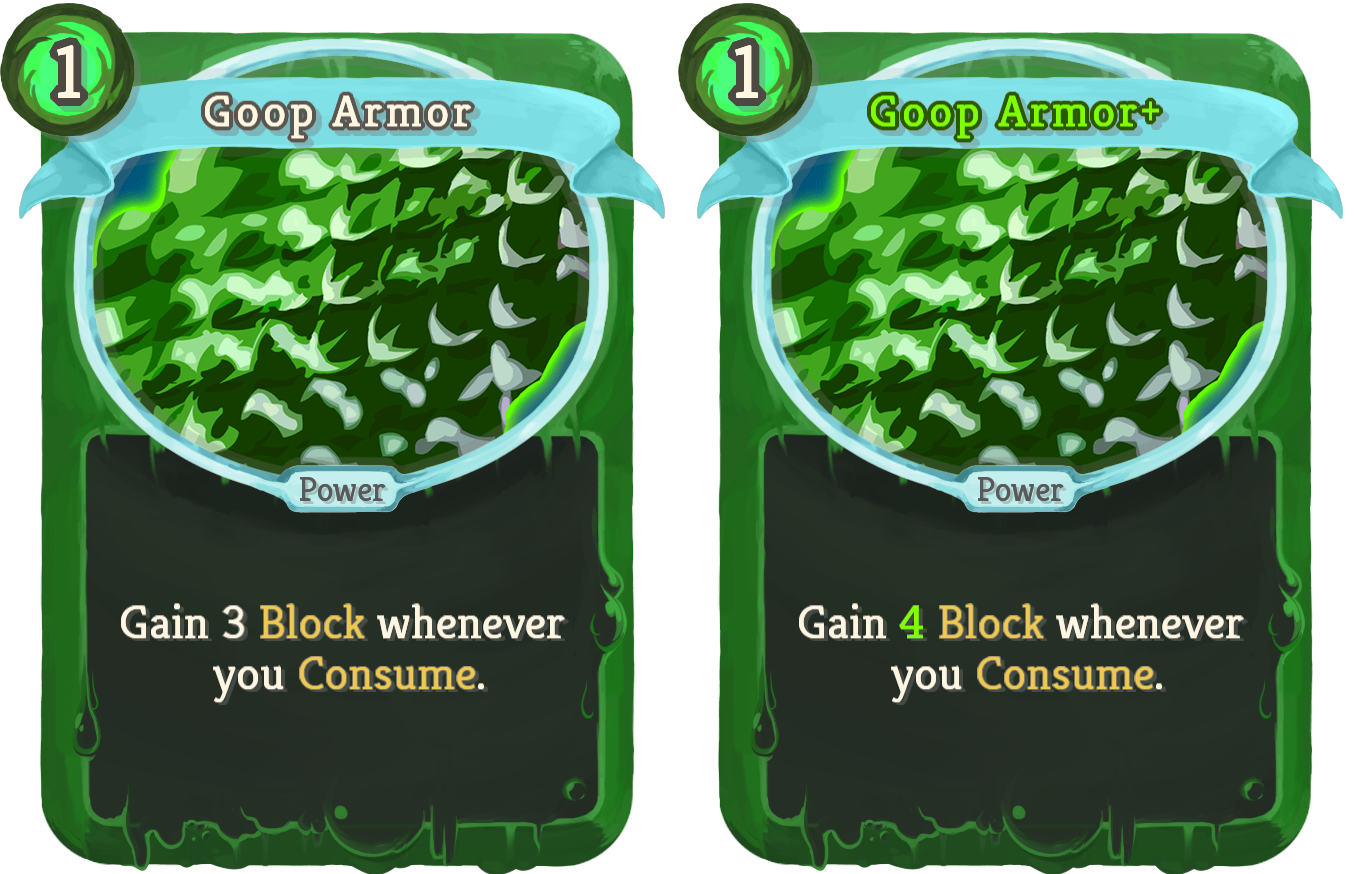 1
Goop Armor
Power
Gain 3 Block whenever
you Consume.
1
Goop Armor+
Power
Gain 4 Block whenever
you Consume.